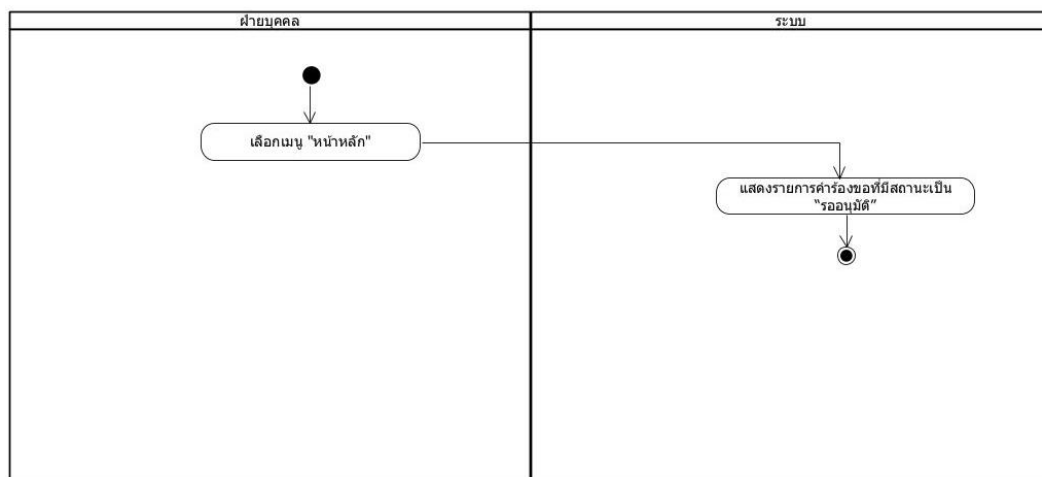 ฝ่ายบุคคล
ระบบ
เลือกเมนู "หน้าหลัก"
แสดงรายการคำร้องขอที่มีสถานะเป็น
“รออนุมัติ”